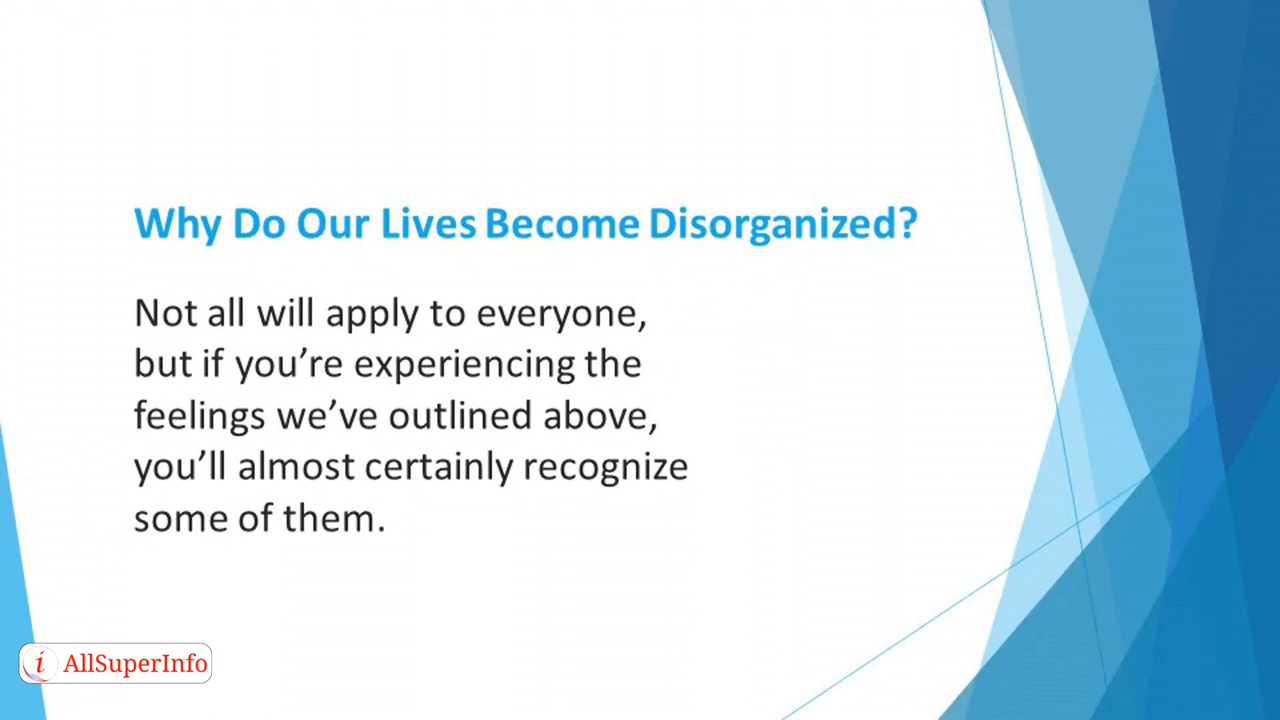 Why Do Our Lives Become Disorganized?
Not all will apply to everyone,
but if you’re experiencing the
feelings we’ve outlined above,
you’ll almost certainly recognize
some of them.
i AllSuperInfo